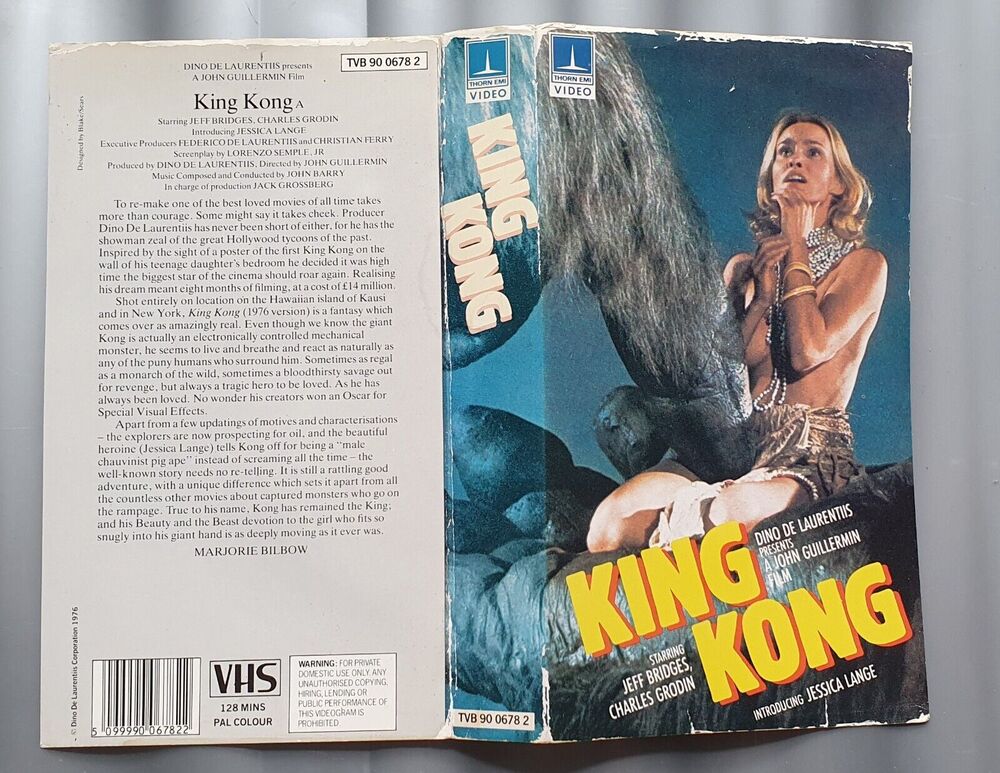 DINO DE LAURENTIIS presents
A JOHN GUILLERMIN Film
TVB 90 0678 2
King Kong A
Starring JEFF BRIDGES, CHARLES GRODIN
Introducing JESSICA LANGE
Executive Producers FEDERICO DE LAURENTIIS and CHRISTIAN FERRY
Screenplay by LORENZO SEMPLE, JR
Produced by DINO DE LAURENTIIS, Directed by JOHN GUILLERMIN
Music Composed and Conducted by JOHN BARRY
In charge of production JACK GROSSBERG
Designed by Blake/Sears
To re-make one of the best loved movies of all time takes
more than courage. Some might say it takes cheek. Producer
Dino De Laurentiis has never been short of either, for he has the
showman zeal of the great Hollywood tycoons of the past.
Inspired by the sight of a poster of the first King Kong on the
wall of his teenage daughter's bedroom he decided it was high
time the biggest star of the cinema should roar again. Realising
his dream meant eight months of filming, at a cost of £14 million.
Shot entirely on location on the Hawaiian island of Kausi
and in New York, King Kong (1976 version) is a fantasy which
comes over as amazingly real. Even though we know the giant
Kong is actually an electronically controlled mechanical
monster, he seems to live and breathe and react as naturally as
any of the puny humans who surround him. Sometimes as regal
as a monarch of the wild, sometimes a bloodthirsty savage out
for revenge, but always a tragic hero to be loved. As he has
always been loved. No wonder his creators won an Oscar for
Special Visual Effects.
Apart from a few updatings of motives and characterisations
– the explorers are now prospecting for oil, and the beautiful
heroine (Jessica Lange) tells Kong off for being a "male
chauvinist pig ape" instead of screaming all the time – the
well-known story needs no re-telling. It is still a rattling good
adventure, with a unique difference which sets it apart from all
the countless other movies about captured monsters who go on
the rampage. True to his name, Kong has remained the King;
and his Beauty and the Beast devotion to the girl who fits so
snugly into his giant hand is as deeply moving as it ever was.
MARJORIE BILBOW
© Dino De Laurentiis Corporation 1976
5 099990 067822
VHS
128 MINS
PAL COLOUR
WARNING: FOR PRIVATE
DOMESTIC USE ONLY. ANY
UNAUTHORISED COPYING,
HIRING, LENDING OR
PUBLIC PERFORMANCE OF
THIS VIDEOGRAM IS
PROHIBITED
THORN EMI
VIDEO
KING
KONG
TVB 90 0678 2
THORN EMI
VIDEO
DINO DE LAURENTIIS
PRESENTS
A JOHN GUILLERMIN
FILM
KING
KONG
STARRING
JEFF BRIDGES,
CHARLES GRODIN
INTRODUCING JESSICA LANGE